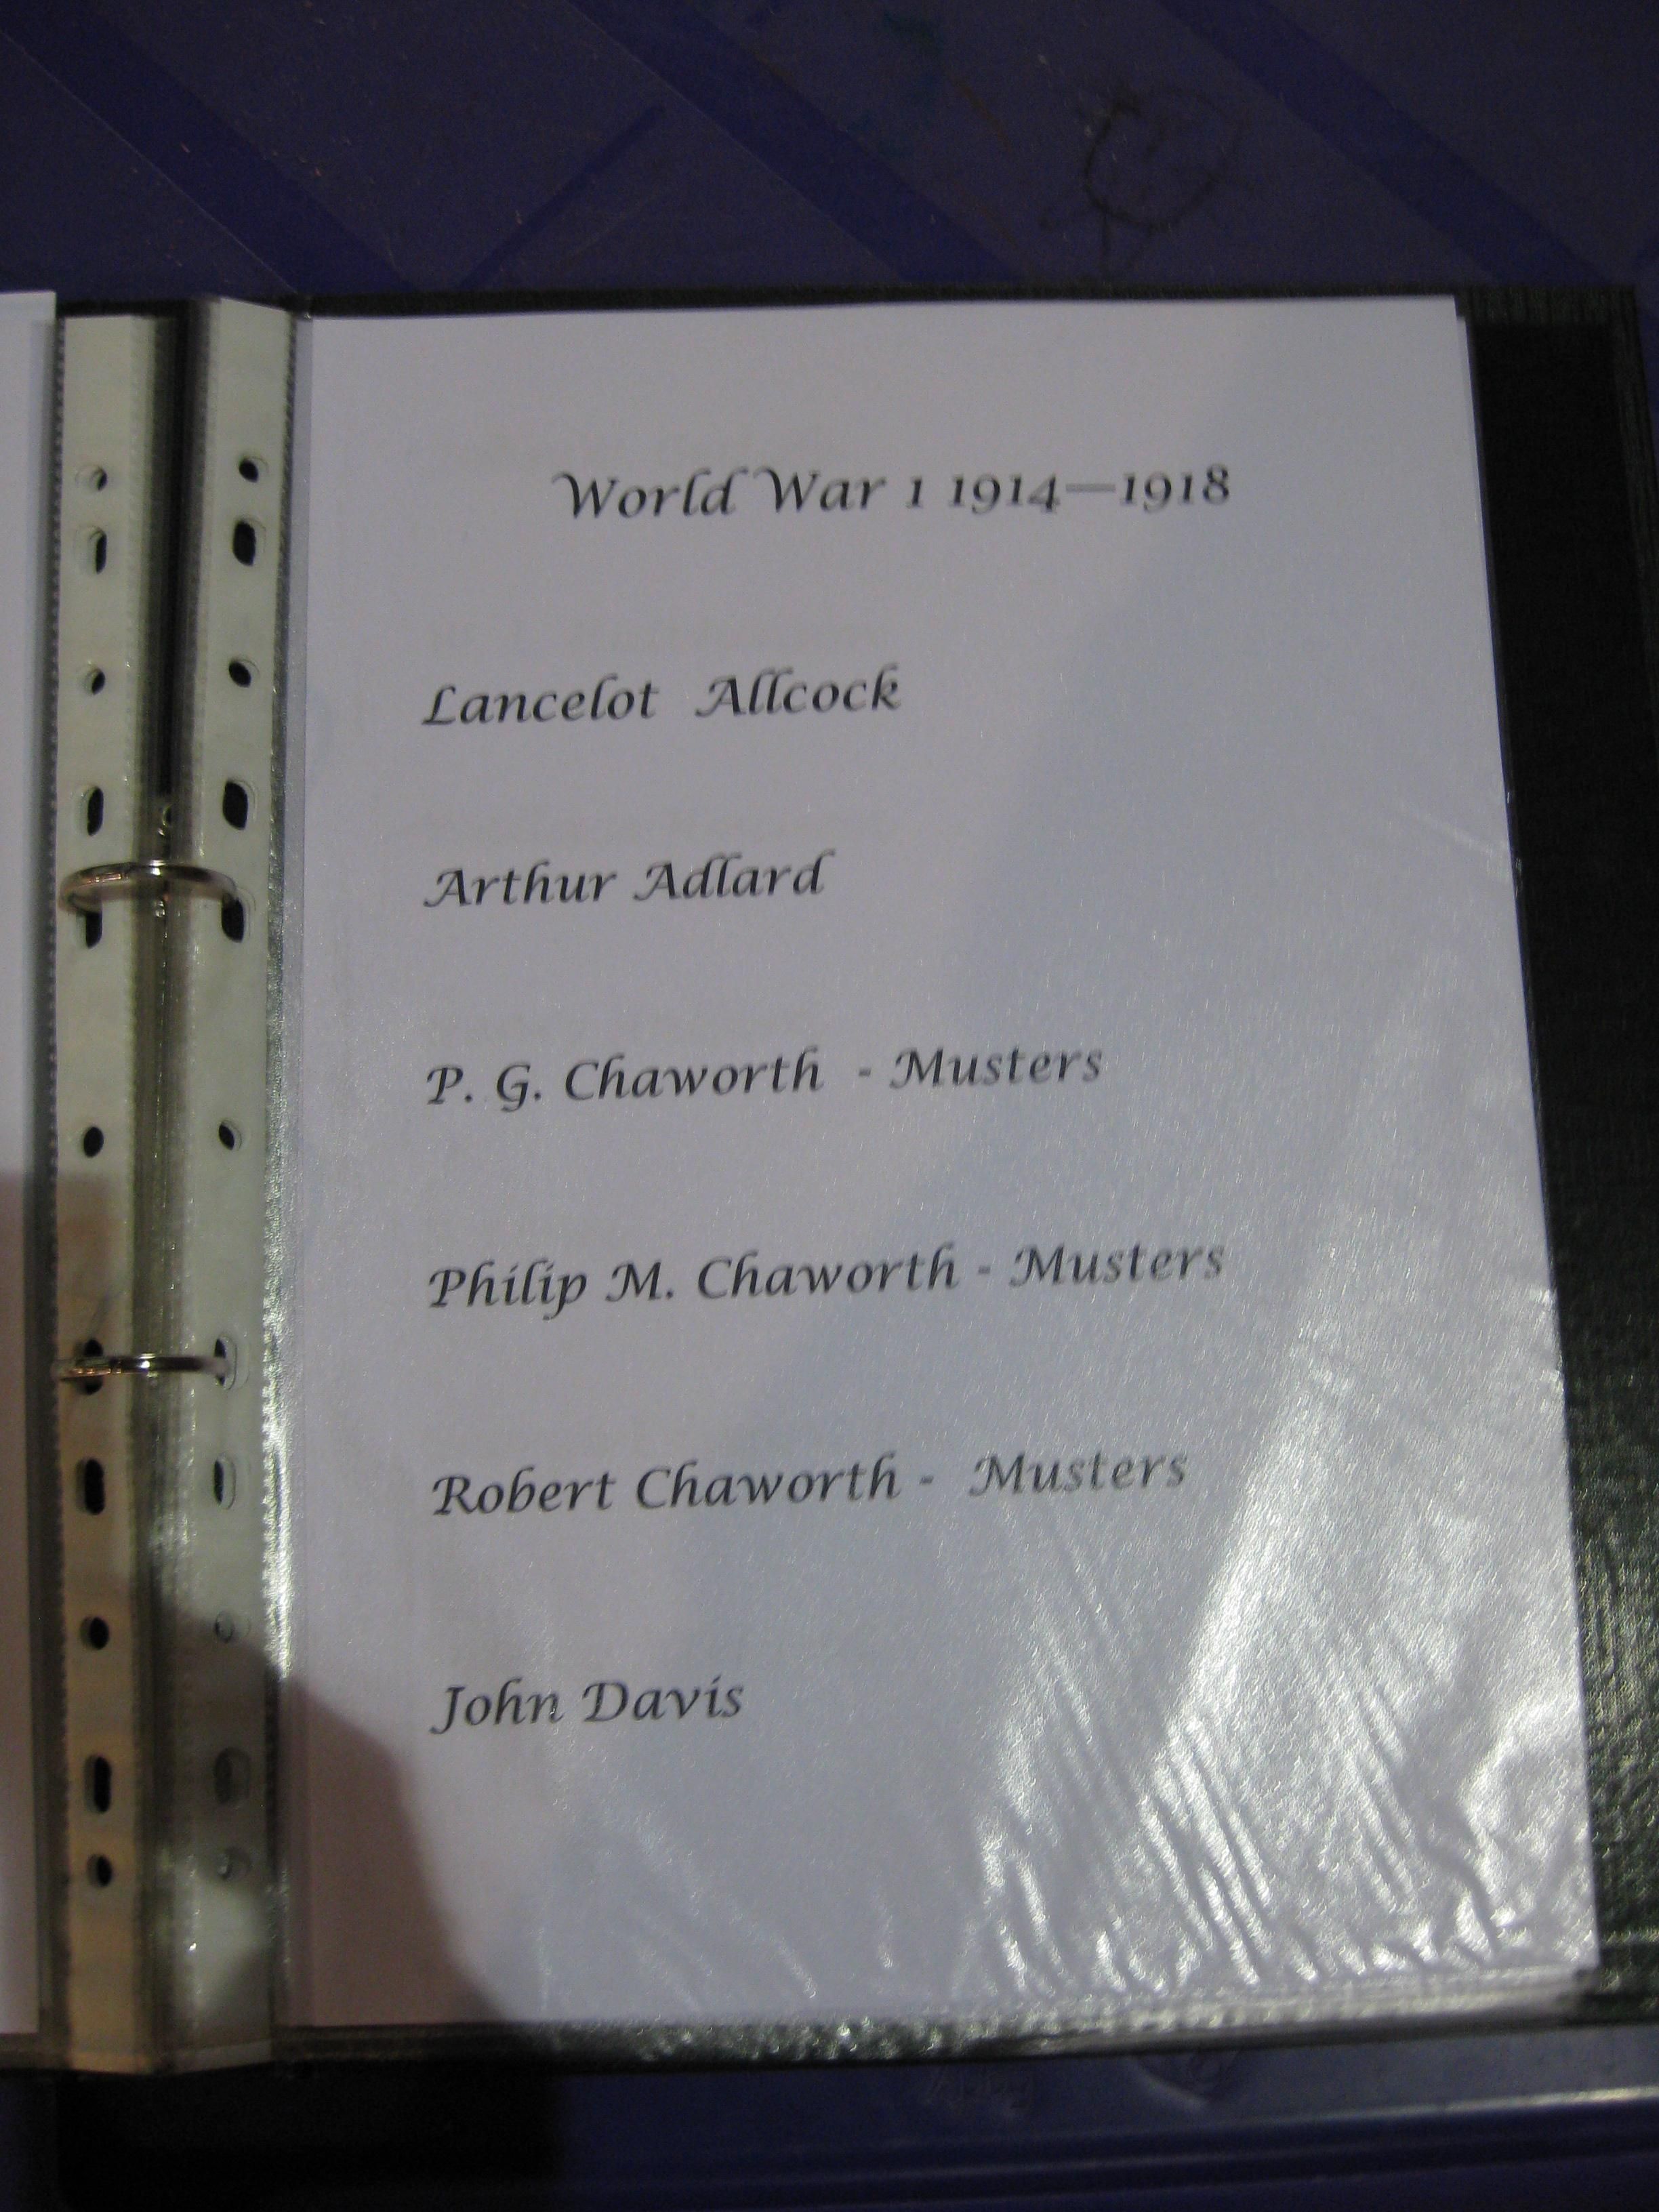 World War 1 1914—1918
Lancelot Allcock
Arthur Adlard
P. G. Chaworth - Musters
Philip M. Chaworth - Musters
Robert Chaworth - Musters
John Davis